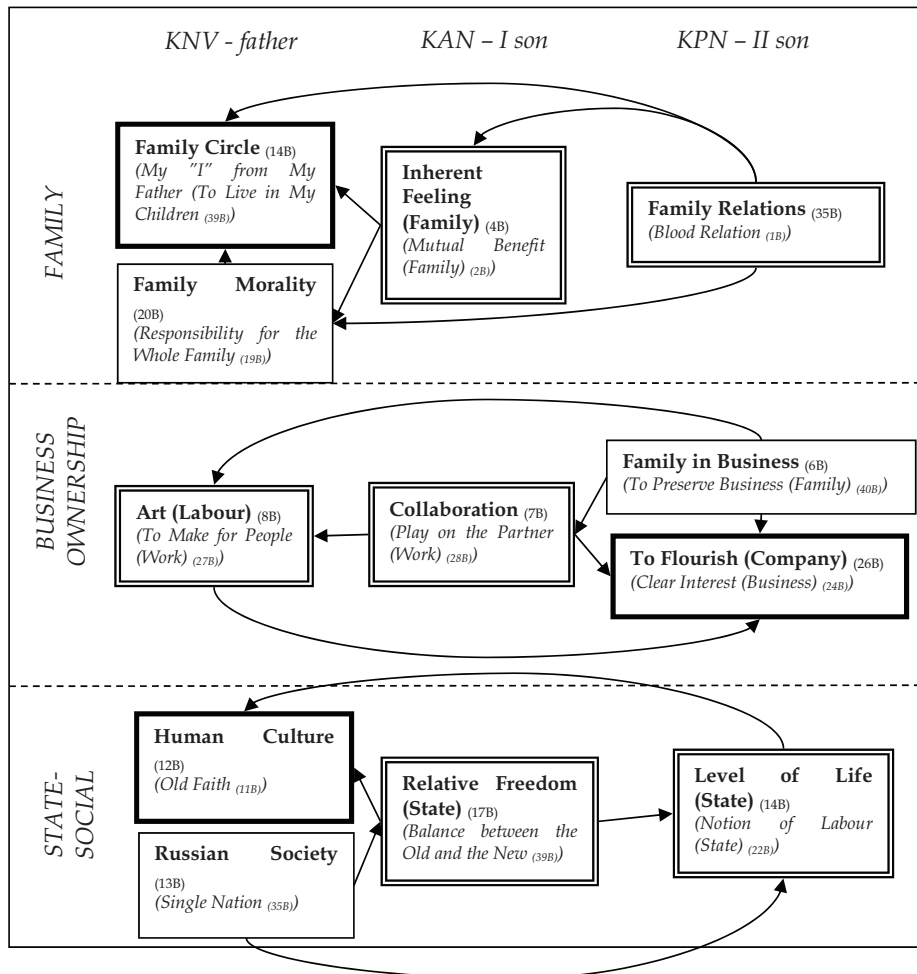 KNV - father
KAN – I son
KPN – II son
FAMILY
Family Circle (14B)
(My ”I” from My
Father (To Live in My
Children (39B))
Family Morality
(20B)
(Responsibility for the
Whole Family (19B))
Inherent
Feeling
(Family) (4B)
(Mutual Benefit
(Family) (2B))
Family Relations (35B)
(Blood Relation (1B))
BUSINESS
OWNERSHIP
Art (Labour) (8B)
(To Make for People
(Work) (27B))
Collaboration (7B)
(Play on the Partner
(Work) (28B))
Family in Business (6B)
(To Preserve Business (Family) (40B))
To Flourish (Company) (26B)
(Clear Interest (Business) (24B))
STATE-
SOCIAL
Human Culture
(12B)
(Old Faith (11B))
Russian Society
(13B)
(Single Nation (35B))
Relative Freedom
(State) (17B)
(Balance between the
Old and the New (39B))
Level of Life
(State) (14B)
(Notion of Labour
(State) (22B))